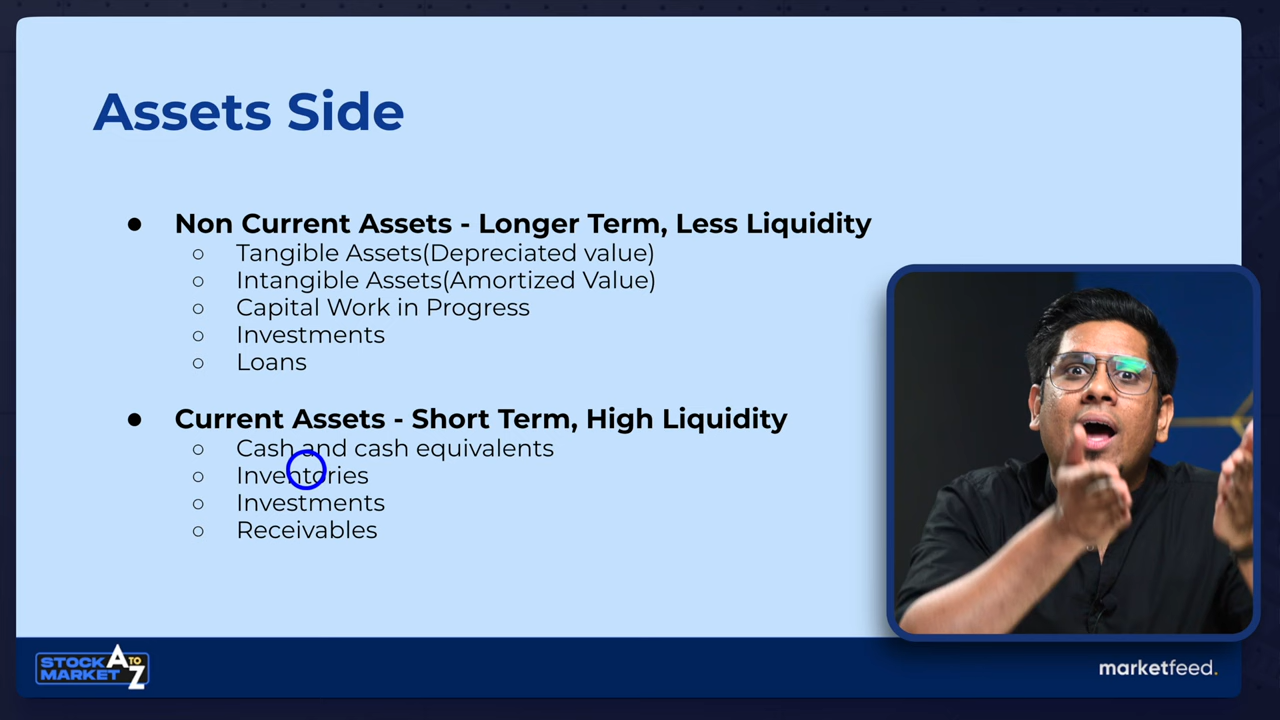 Assets Side
● Non Current Assets - Longer Term, Less Liquidity
○ Tangible Assets(Depreciated value)
○ Intangible Assets(Amortized Value)
○ Capital Work in Progress
○ Investments
○ Loans
● Current Assets - Short Term, High Liquidity
○ Cash and cash equivalents
○ Inventories
○ Investments
○ Receivables
STOCK MARKET A TO Z
marketfeed.